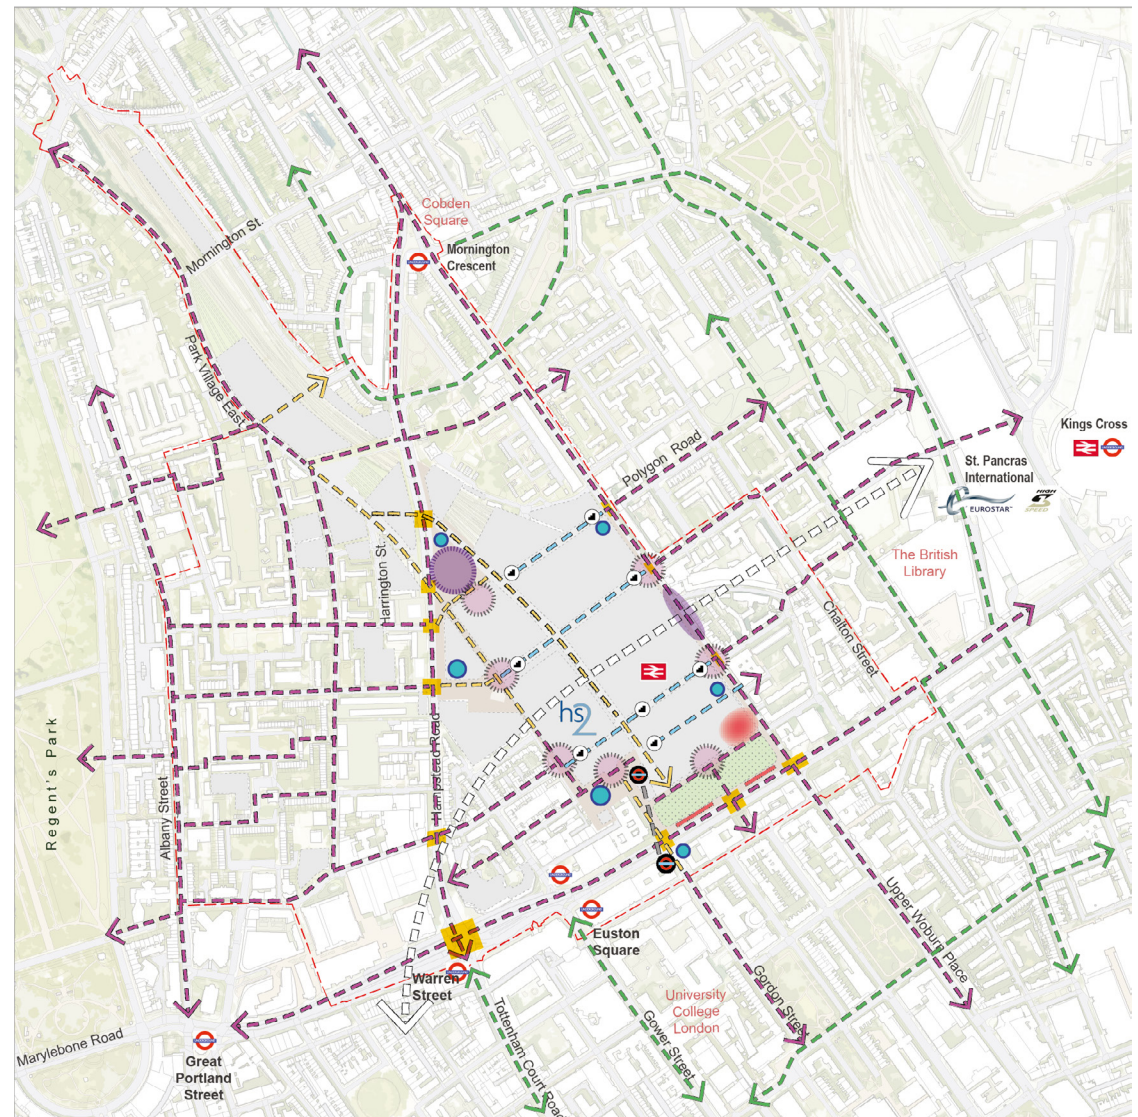 Cobden
Square
Mornington St.
Mornington
Crescent
Park Village East
Kings Cross
Polygon Road
St. Pancras
International
EUROSTAR™
HIGH
SPEED
Harrington St.
The British
Library
Chalton Street
hs2
Regent's Park
Albany Street
Hampstead Road
Upper Woburn Place
Euston
Square
Warren
Street
Gordon Street
University
College
London
Tottenham Court Road
Gower Street
Marylebone Road
Great
Portland
Street